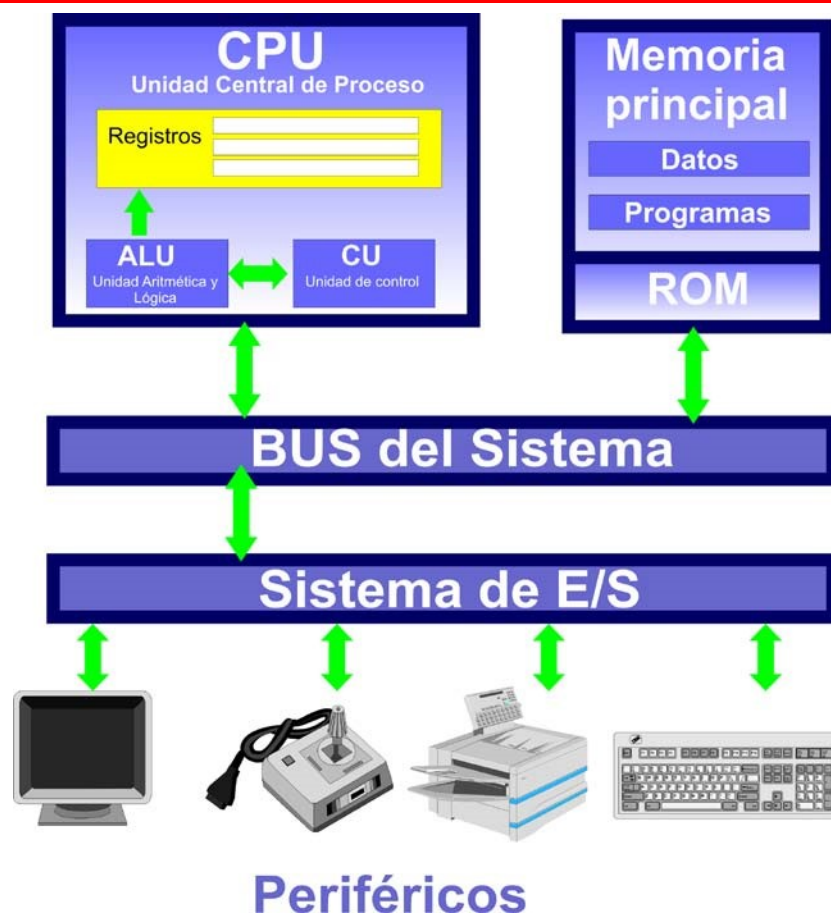 CPU
Unidad Central de Proceso
Registros
ALU
Unidad Aritmética y
Lógica
CU
Unidad de control
Memoria
principal
Datos
Programas
ROM
BUS del Sistema
Sistema de E/S
Periféricos